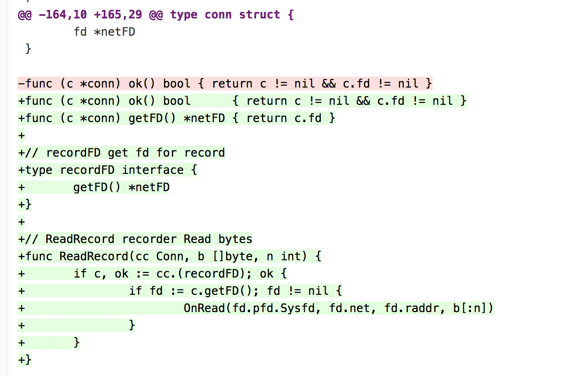 @@ -164,10 +165,29 @@ type conn struct {
        fd *netFD
 }

-func (c *conn) ok() bool { return c != nil && c.fd != nil }
+func (c *conn) ok() bool      { return c != nil && c.fd != nil }
+func (c *conn) getFD() *netFD { return c.fd }
+
+// recordFD get fd for record
+type recordFD interface {
+       getFD() *netFD
+}
+
+// ReadRecord recorder Read bytes
+func ReadRecord(cc Conn, b []byte, n int) {
+       if c, ok := cc.(recordFD); ok {
+               if fd := c.getFD(); fd != nil {
+                       OnRead(fd.pfd.Sysfd, fd.net, fd.raddr, b[:n])
+               }
+       }
+}